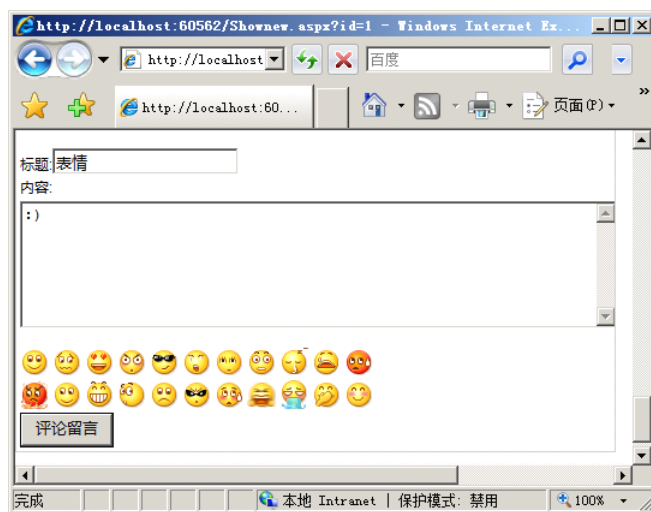 http://localhost:60562/Shownew.aspx?id=1 - Windows Internet Ex...
http://localhost
百度
http://localhost:60...
页面(P)
»
标题:表情
内容:
:)
评论留言
完成
本地 Intranet | 保护模式: 禁用
100%